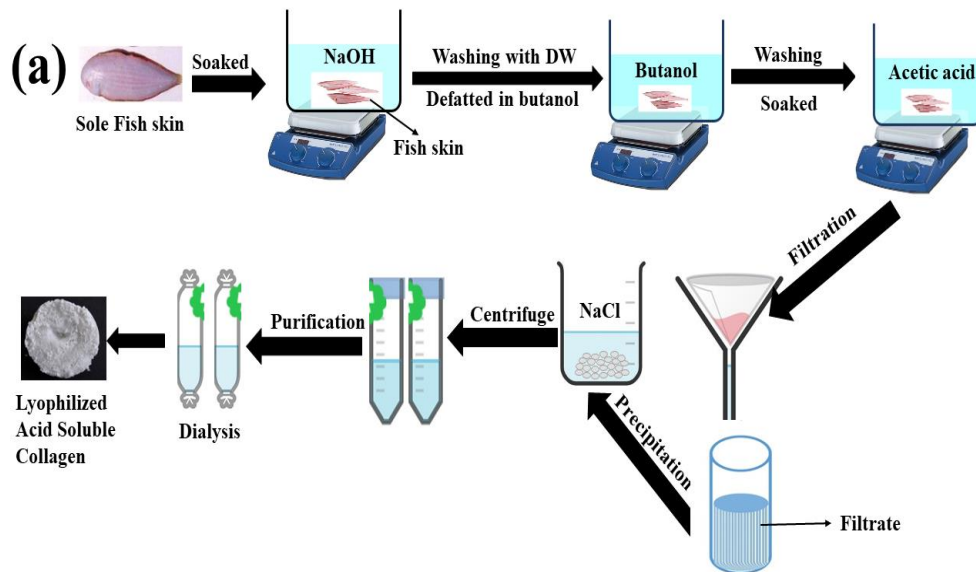 (a)
Sole Fish skin
Soaked
NaOH
Fish skin
Washing with DW
Defatted in butanol
Butanol
Washing
Soaked
Acetic acid
Filtration
Filtrate
Precipitation
NaCl
Centrifuge
Purification
Dialysis
Lyophilized
Acid Soluble
Collagen